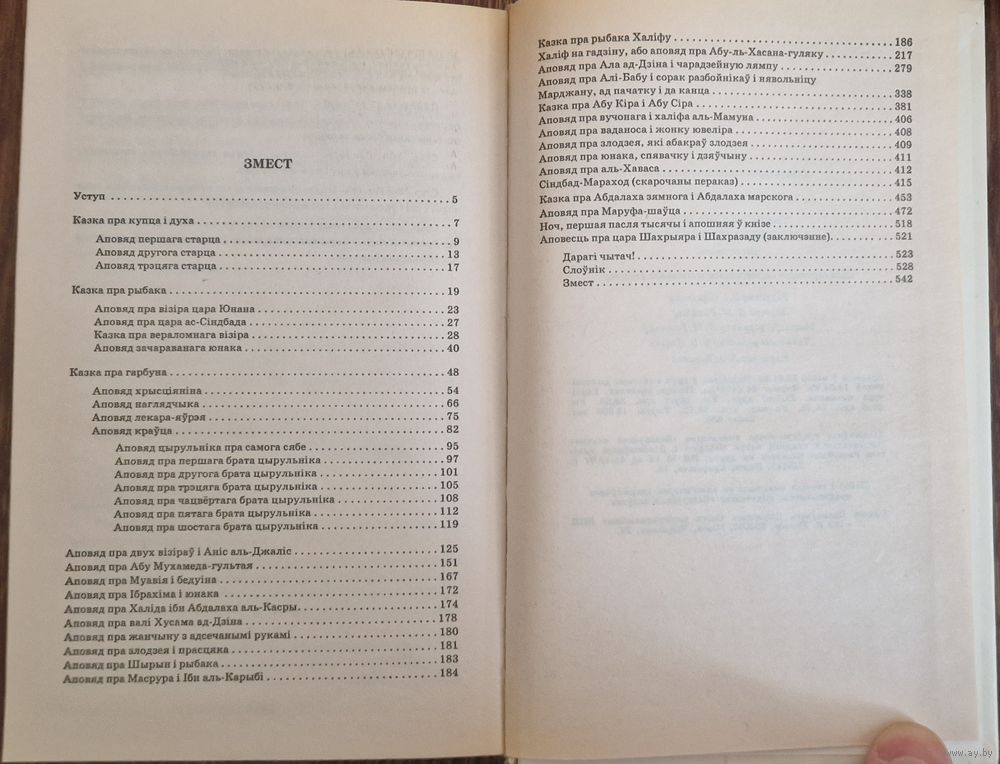 ЗМЕСТ
Уступ 5
Казка пра купца і духа 7
Аповяд першага старца 9
Аповяд другога старца 13
Аповяд трэцяга старца 17
Казка пра рыбака 19
Аповяд пра візіра цара Юнана 23
Аповяд пра цара ас-Сіндбада 27
Казка пра вераломнага візіра 28
Аповяд зачараванага юнака 40
Казка пра гарбуна 48
Аповяд хрысціяніна 54
Аповяд наглядчыка 66
Аповяд лекара-яўрэя 75
Аповяд краўца 82
Аповяд цырульніка пра самога сябе 95
Аповяд пра першага брата цырульніка 97
Аповяд пра другога брата цырульніка 101
Аповяд пра трэцяга брата цырульніка 105
Аповяд пра чацвёртага брата цырульніка 108
Аповяд пра пятага брата цырульніка 112
Аповяд пра шостага брата цырульніка 119
Аповяд пра двух візіраў і Аніс аль-Джаліс 125
Аповяд пра Абу Мухамеда-гультая 151
Аповяд пра Муавія і бедуіна 167
Аповяд пра Ібрахіма і юнака 172
Аповяд пра Халіда ібн Абдалаха аль-Касры. 174
Аповяд пра валі Хусама ад-Дзіна 178
Аповяд пра жанчыну з адсечанымі рукамі 180
Аповяд пра злодзея і прасцяка 181
Аповяд пра Шырын і рыбака 183
Аповяд пра Масрура і Ібн аль-Карыбі 184
Казка пра рыбака Халіфу 186
Халіф на гадзіну, або аповяд пра Абу-ль-Хасана-гуляку 217
Аповяд пра Ала ад-Дзіна і чарадзейную лямпу 279
Аповяд пра Алі-Бабу і сорак разбойнікаў і нявольніцу
Марджану, ад пачатку і да канца 338
Казка пра Абу Кіра і Абу Сіра 381
Аповяд пра вучонага і халіфа аль-Мамуна 406
Аповяд пра ваданоса і жонку ювеліра 408
Аповяд пра злодзея, які абакраў злодзея 409
Аповяд пра юнака, спявачку і дзяўчыну 411
Аповяд пра аль-Хаваса 412
Сіндбад-Мараход (скарочаны пераказ) 415
Казка пра Абдалаха зямнога і Абдалаха марскога 453
Аповяд пра Маруфа-шаўца 472
Ноч, першая пасля тысячы і апошняя ў кнізе 518
Аповесць пра цара Шахрыяра і Шахразаду (заключэнне). 521
Дарагі чытач! 523
Слоўнік 528
Змест 542
www.ay.by